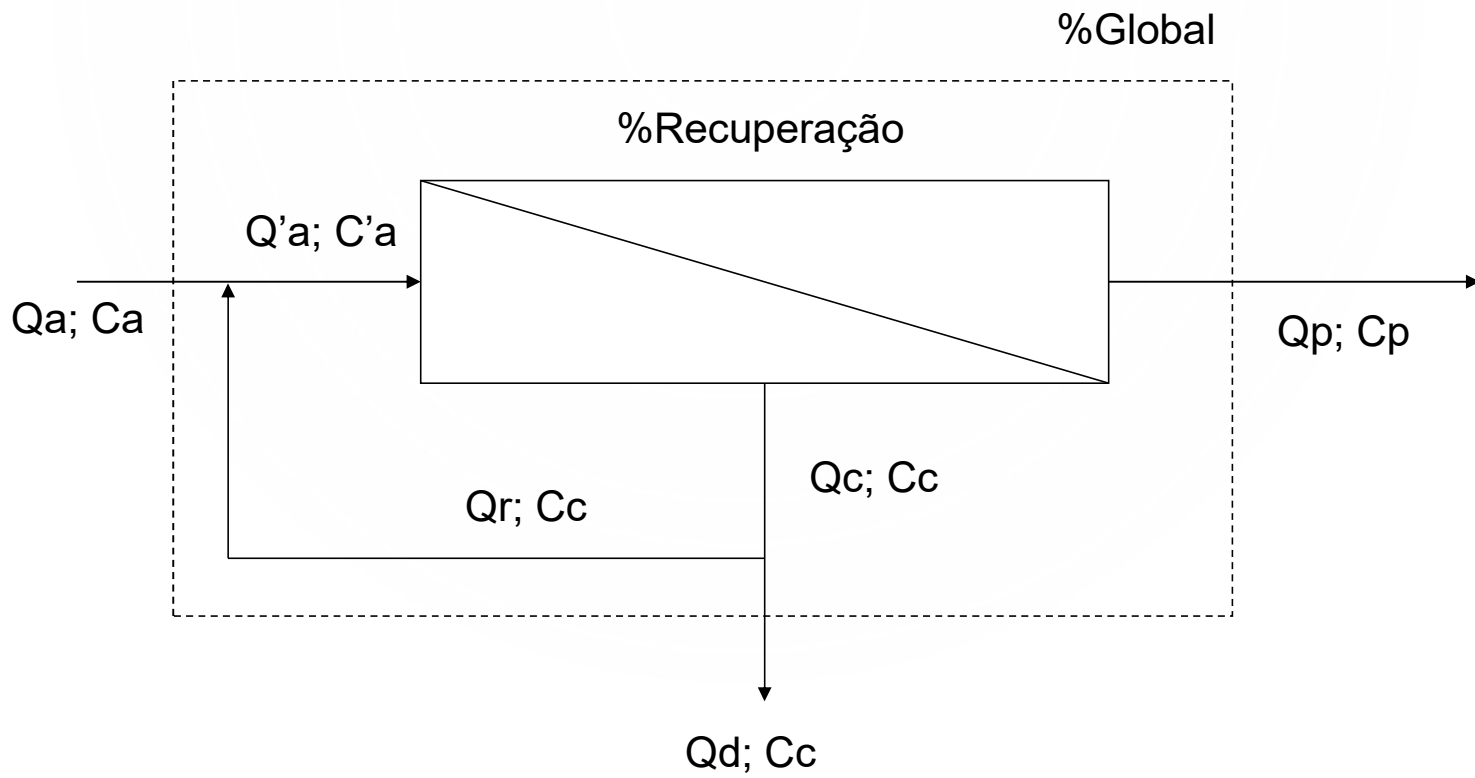 %Global
%Recuperação
Q’a; C’a
Qa; Ca
Qp; Cp
Qc; Cc
Qr; Cc
Qd; Cc